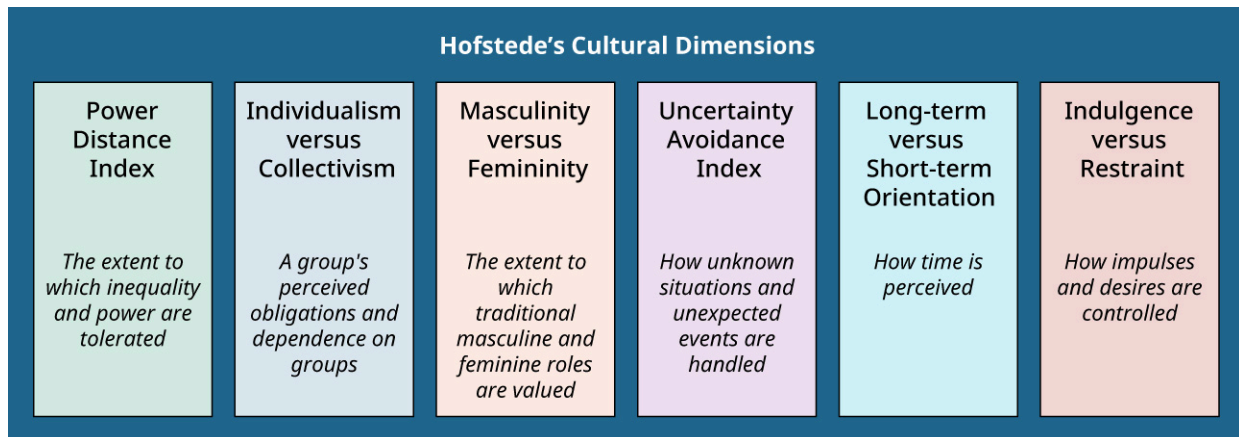 Hofstede’s Cultural Dimensions
Power
Distance
Index
The extent to
which inequality
and power are
tolerated
Individualism
versus
Collectivism
A group's
perceived
obligations and
dependence on
groups
Masculinity
versus
Femininity
The extent to
which
traditional
masculine and
feminine roles
are valued
Uncertainty
Avoidance
Index
How unknown
situations and
unexpected
events are
handled
Long-term
versus
Short-term
Orientation
How time is
perceived
Indulgence
versus
Restraint
How impulses
and desires are
controlled